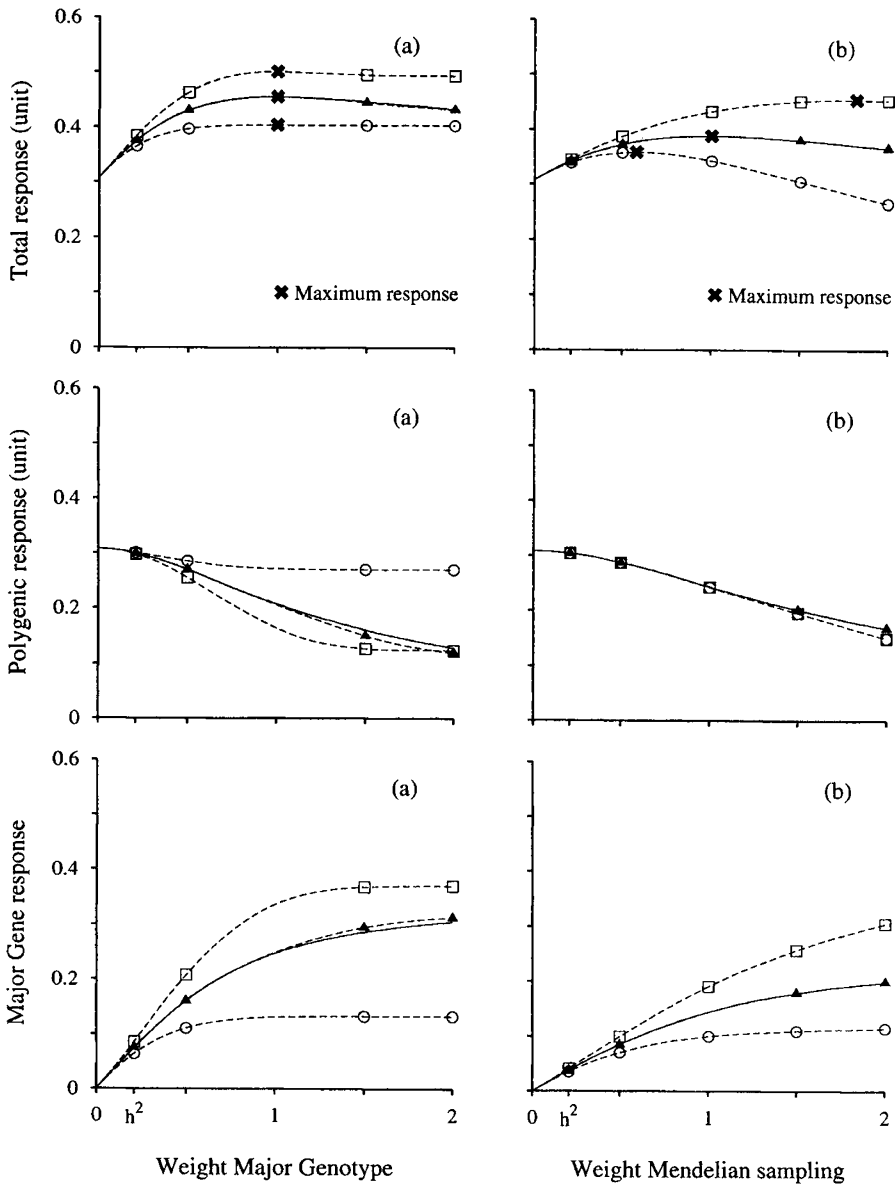 0.6
(a)
(b)
Total response (unit)
0.4
0.2
✖ Maximum response
✖ Maximum response
0
0.6
(a)
(b)
Polygenic response (unit)
0.4
0.2
0
0.6
(a)
(b)
Major Gene response
0.4
0.2
0
0 h² 1 2
h² 1 2
Weight Major Genotype
Weight Mendelian sampling